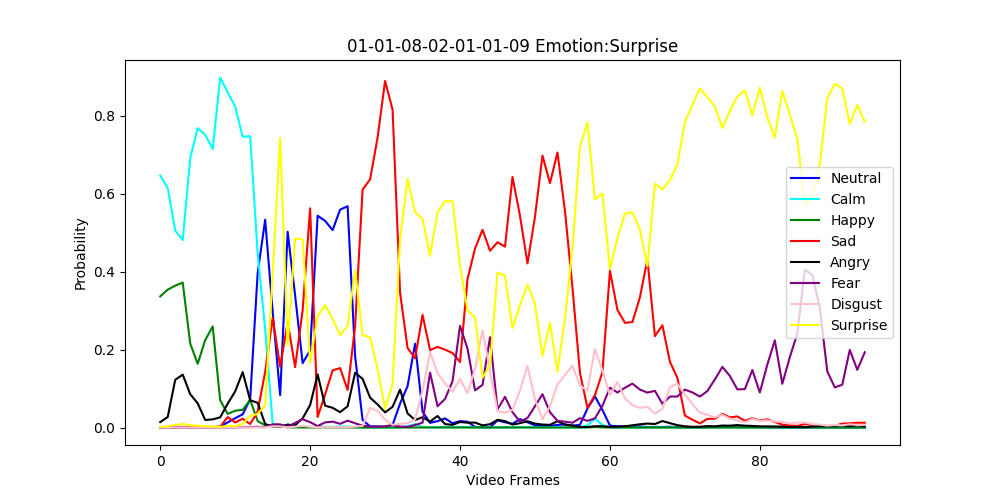 01-01-08-02-01-01-09 Emotion:Surprise
Probability
0.8
0.6
0.4
0.2
0.0
0
20
40
60
80
Video Frames
Neutral
Calm
Happy
Sad
Angry
Fear
Disgust
Surprise